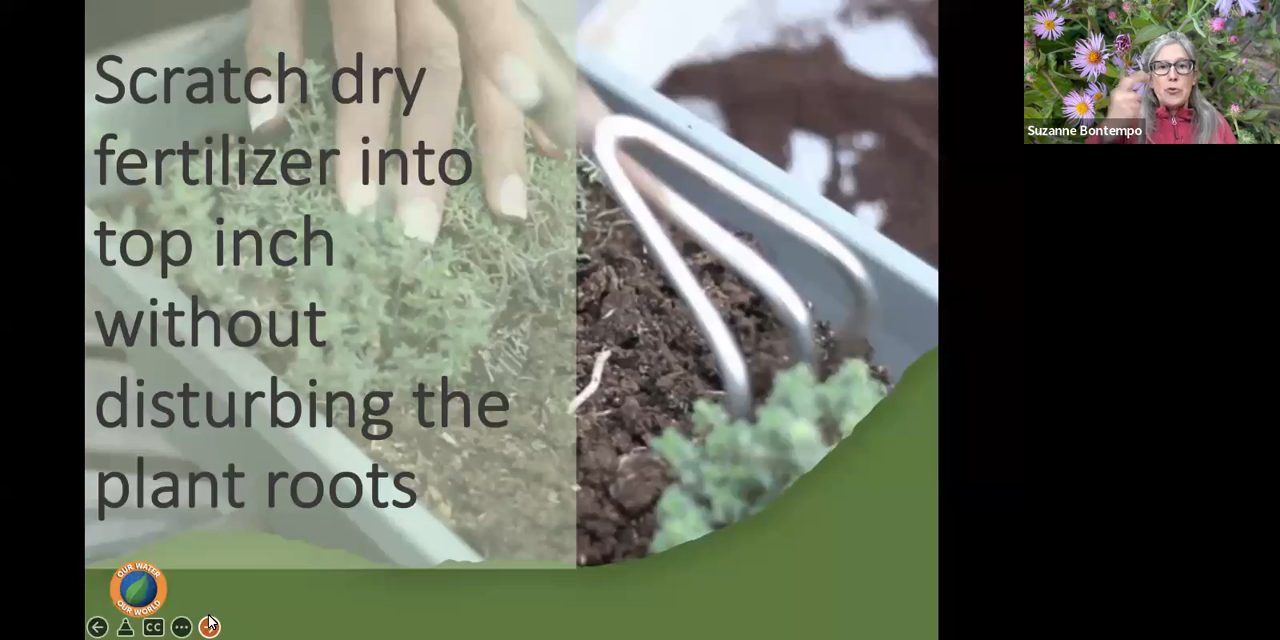 Scratch dry
fertilizer into
top inch
without
disturbing the
plant roots
Suzanne Bontempo
OUR WATER
OUR WORLD
CC